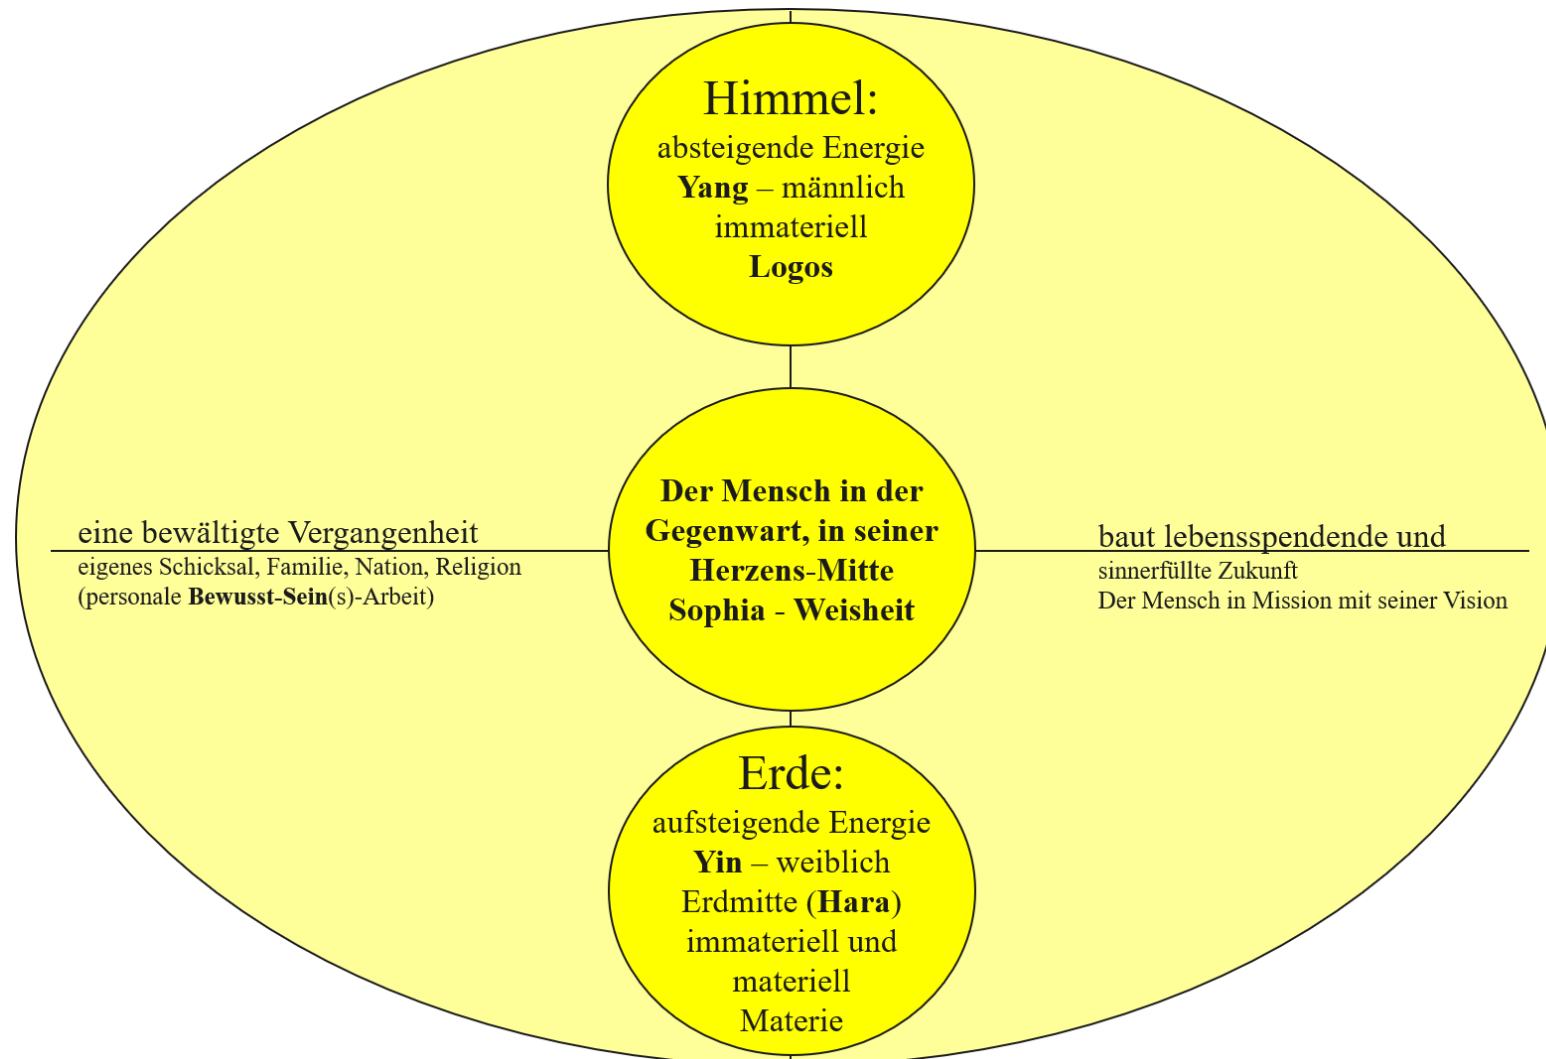 Himmel:
absteigende Energie
Yang – männlich
immateriell
Logos
Der Mensch in der
Gegenwart, in seiner
Herzens-Mitte
Sophia - Weisheit
eine bewältigte Vergangenheit
eigenes Schicksal, Familie, Nation, Religion
(personale Bewusst-Sein(s)-Arbeit)
baut lebensspendende und
sinnerfüllte Zukunft
Der Mensch in Mission mit seiner Vision
Erde:
aufsteigende Energie
Yin – weiblich
Erdmitte (Hara)
immateriell und
materiell
Materie